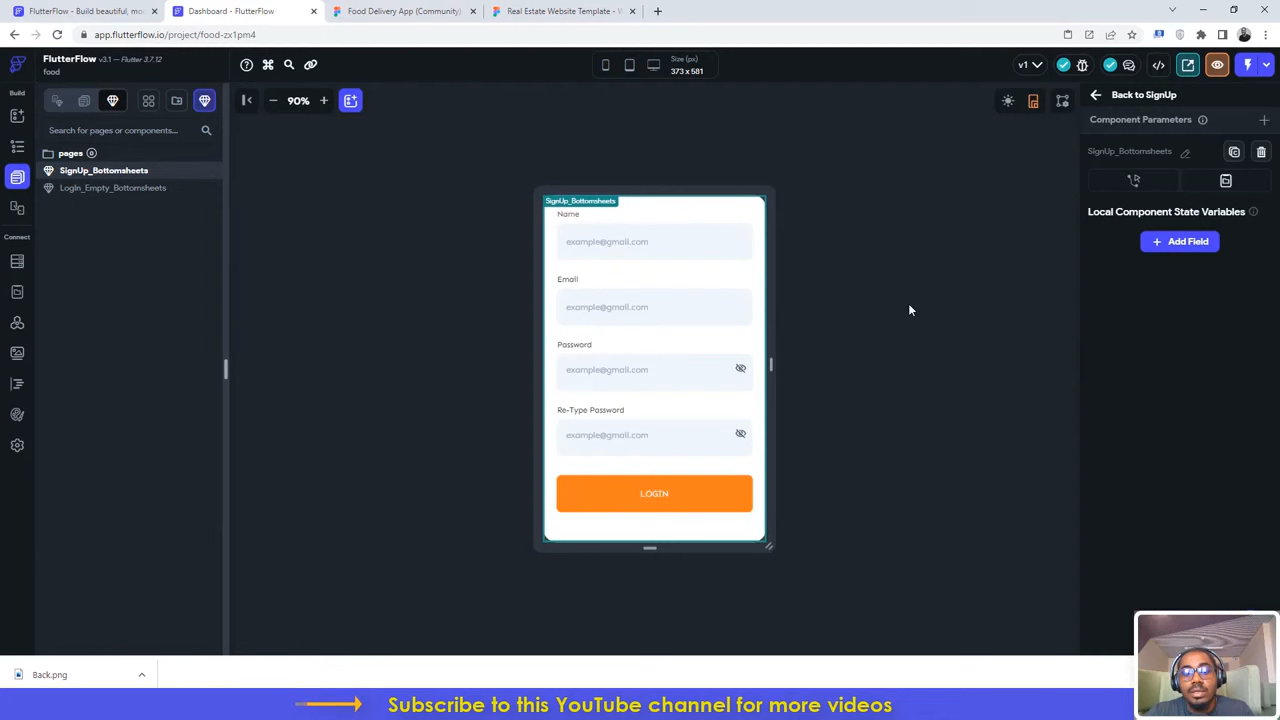 FlutterFlow - Build beautiful, mo
Dashboard - FlutterFlow
Food Delivery App (Community)
Real Estate Website Template - W
app.flutterflow.io/project/food-zx1pm4
FlutterFlow v3.1 – Flutter 3.7.12
food
Size (px)
373 x 581
v1
Build
90%
Back to SignUp
Search for pages or components...
Component Parameters
pages 0
SignUp_Bottomsheets
LogIn_Empty_Bottomsheets
SignUp_Bottomsheets
Local Component State Variables
+ Add Field
Connect
SignUp_Bottomsheets
Name
example@gmail.com
Email
example@gmail.com
Password
example@gmail.com
Re-Type Password
example@gmail.com
LOGIN
Back.png
Subscribe to this YouTube channel for more videos